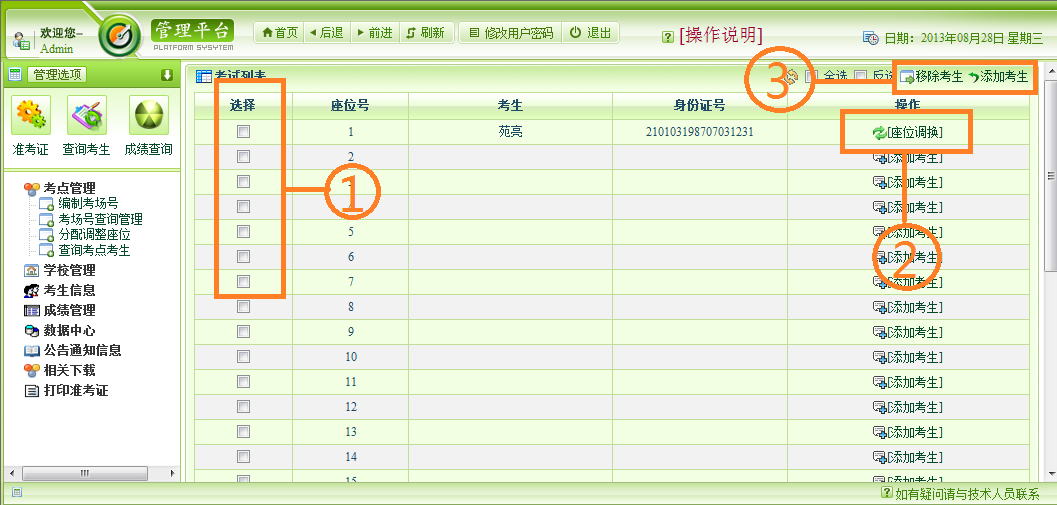 欢迎您–
Admin
管理平台
PLATFORM SYSYTEM
首页 后退 前进 刷新 修改用户密码 退出
[操作说明]
日期：2013年08月28日 星期三
管理选项
准考证 查询考生 成绩查询
考点管理
编制考场号
考场号查询管理
分配调整座位
查询考点考生
学校管理
考生信息
成绩管理
数据中心
公告通知信息
相关下载
打印准考证
考试列表 全选 反选 移除考生 添加考生
③
选择 座位号 考生 身份证号 操作
1 苑亮 210103198707031231 [座位调换]
2 [添加考生]
[添加考生]
[添加考生]
①
5 [添加考生]
6 [添加考生]
②
7 [添加考生]
8 [添加考生]
9 [添加考生]
10 [添加考生]
11 [添加考生]
12 [添加考生]
13 [添加考生]
14 [添加考生]
15 [添加考生]
如有疑问请与技术人员联系